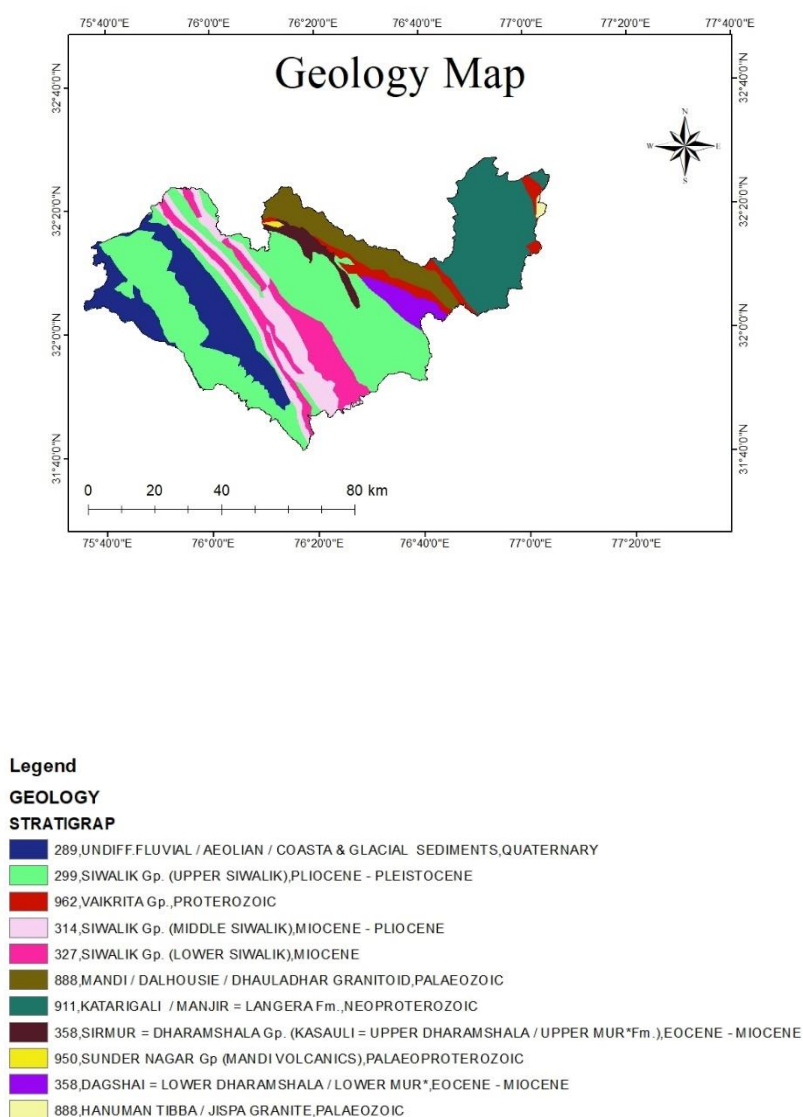 75°40'0"E 76°0'0"E 76°20'0"E 76°40'0"E 77°0'0"E 77°20'0"E 77°40'0"E
Geology Map
32°40'0"N 32°40'0"N
N
W E
S
32°20'0"N 32°20'0"N
32°0'0"N 32°0'0"N
31°40'0"N 31°40'0"N
0 20 40 80 km
75°40'0"E 76°0'0"E 76°20'0"E 76°40'0"E 77°0'0"E 77°20'0"E
Legend
GEOLOGY
STRATIGRAP
289,UNDIFF.FLUVIAL / AEOLIAN / COASTA & GLACIAL SEDIMENTS,QUATERNARY
299,SIWALIK Gp. (UPPER SIWALIK),PLIOCENE - PLEISTOCENE
962,VAIKRITA Gp.,PROTEROZOIC
314,SIWALIK Gp. (MIDDLE SIWALIK),MIOCENE - PLIOCENE
327,SIWALIK Gp. (LOWER SIWALIK),MIOCENE
888,MANDI / DALHOUSIE / DHAULADHAR GRANITOID,PALAEOZOIC
911,KATARIGALI / MANJIR = LANGERA Fm.,NEOPROTEROZOIC
358,SIRMUR = DHARAMSHALA Gp. (KASAULI = UPPER DHARAMSHALA / UPPER MUR*Fm.),EOCENE - MIOCENE
950,SUNDER NAGAR Gp (MANDI VOLCANICS),PALAEOPROTEROZOIC
358,DAGSHAI = LOWER DHARAMSHALA / LOWER MUR*,EOCENE - MIOCENE
888,HANUMAN TIBBA / JISPA GRANITE,PALAEOZOIC